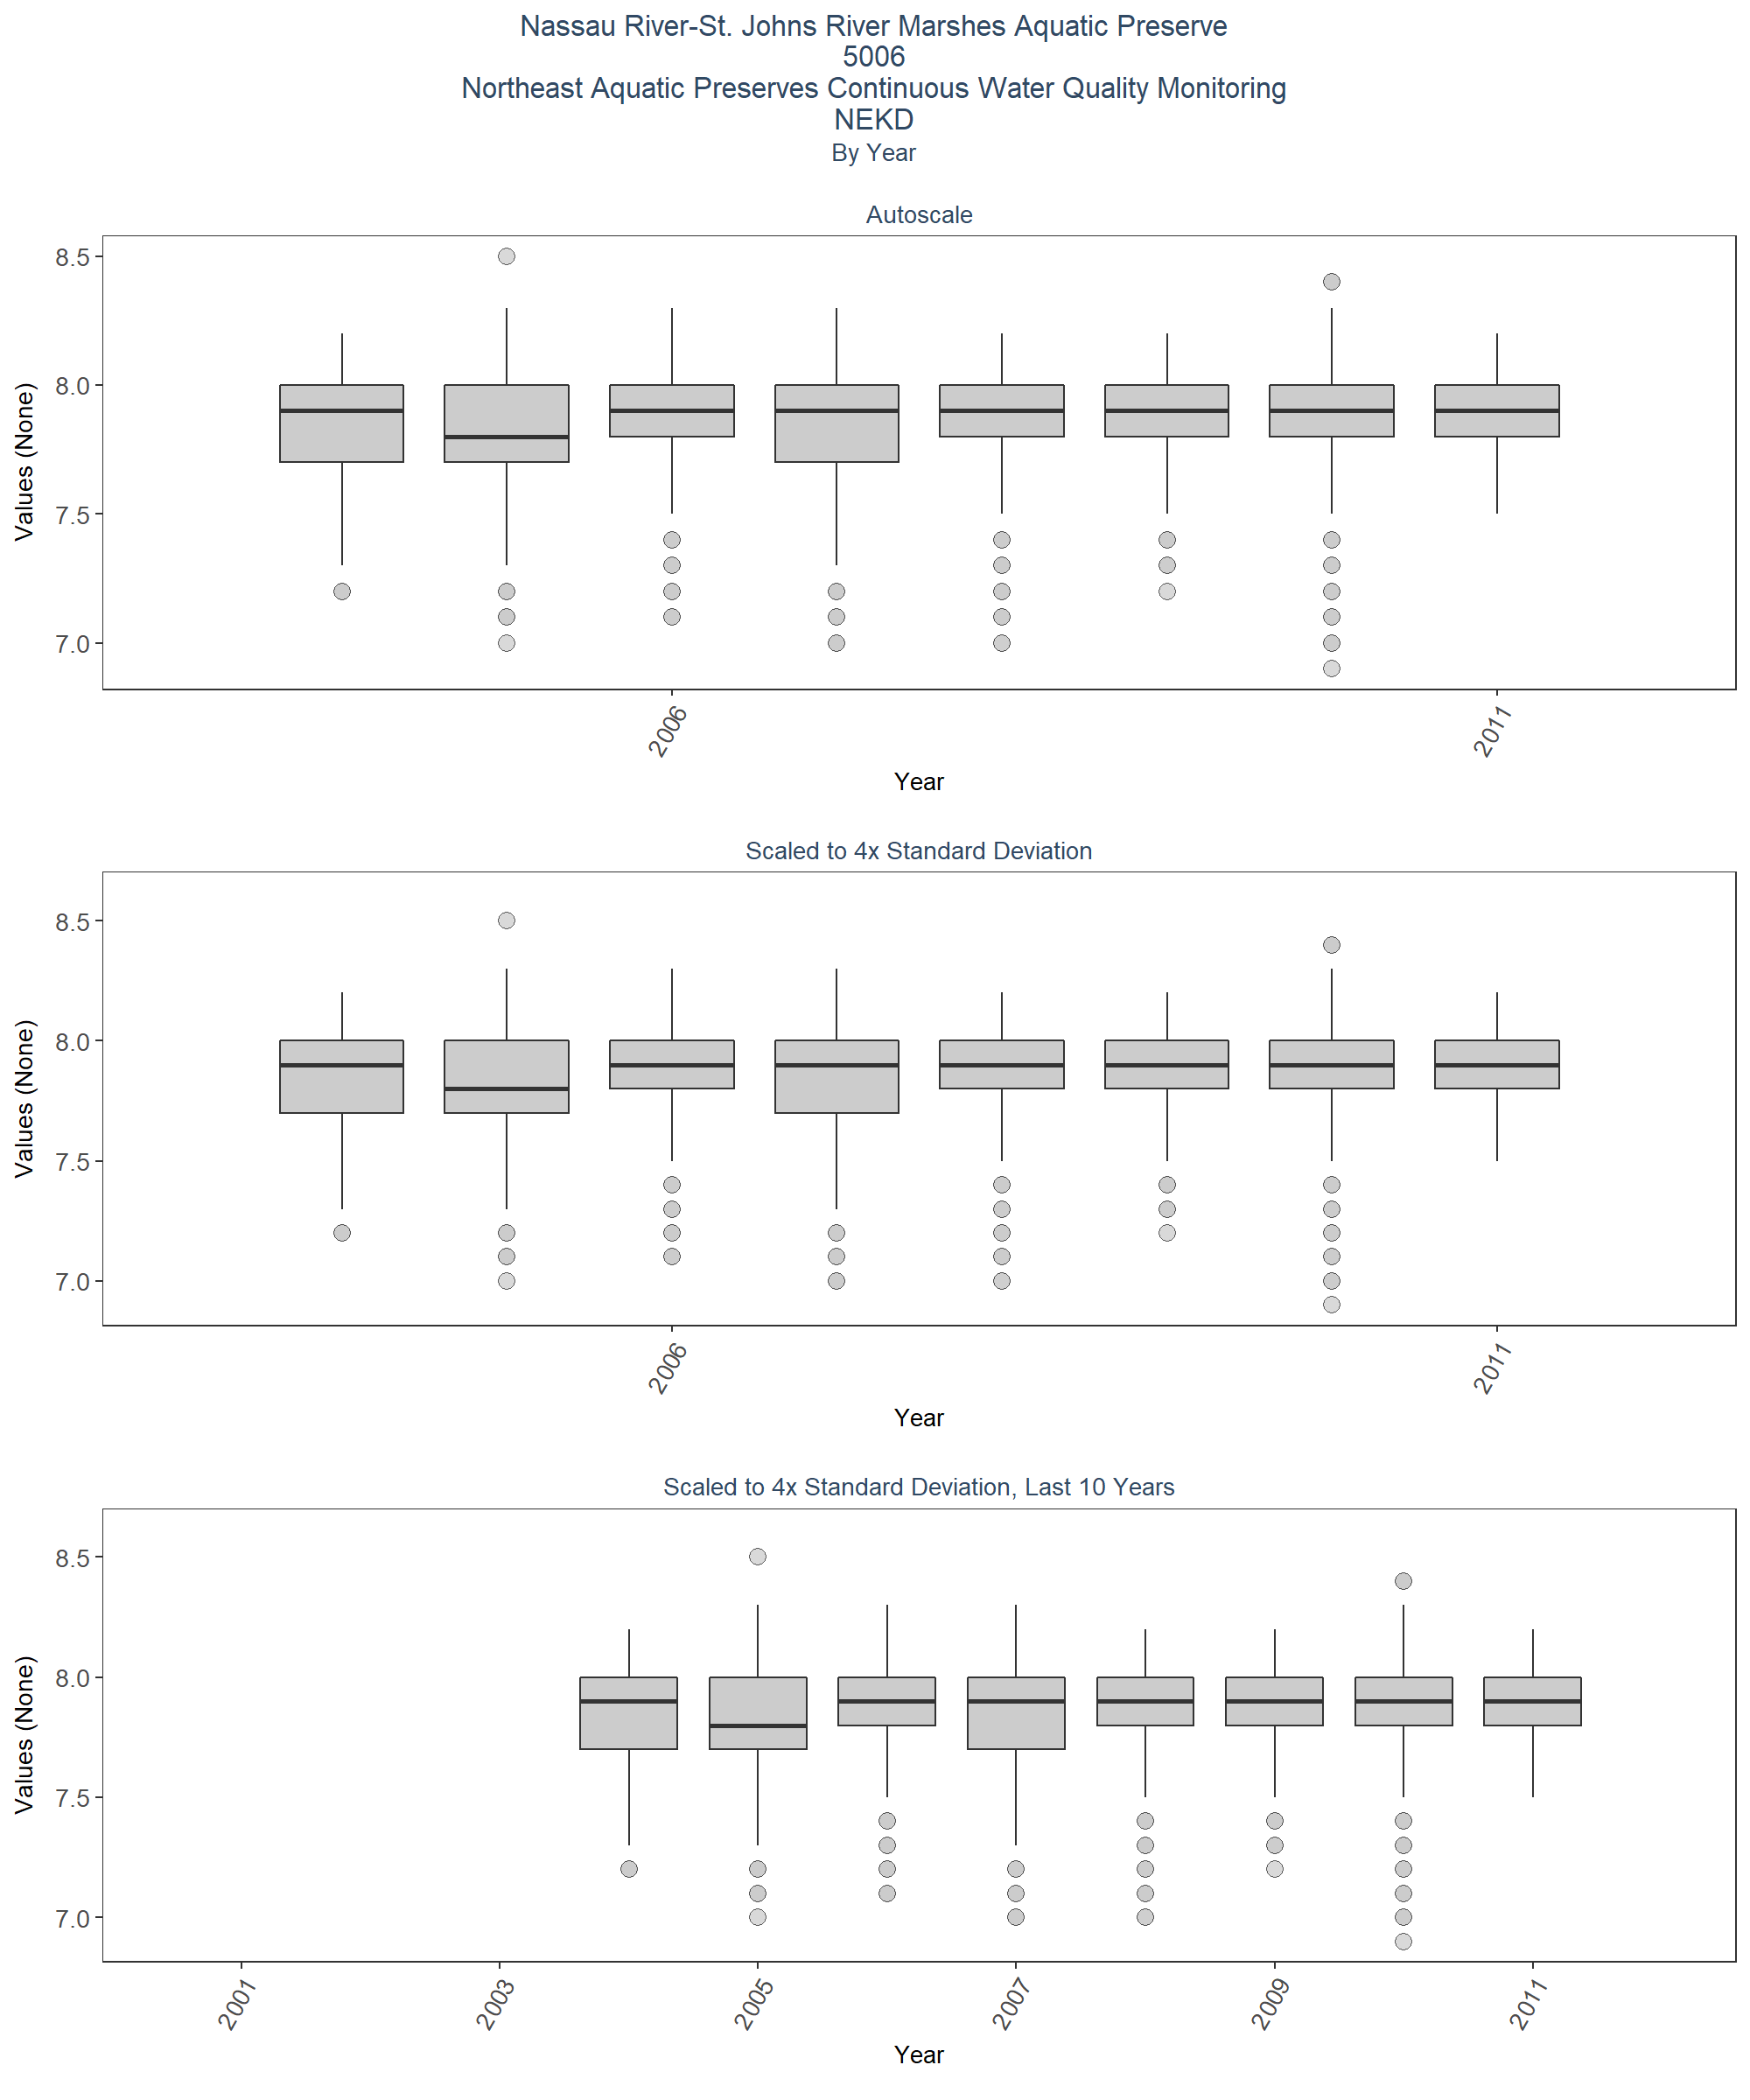 Nassau River-St. Johns River Marshes Aquatic Preserve
5006
Northeast Aquatic Preserves Continuous Water Quality Monitoring
NEKD
By Year
Autoscale
Values (None)
8.5
8.0
7.5
7.0
2006
2011
Year
Scaled to 4x Standard Deviation
Values (None)
8.5
8.0
7.5
7.0
2006
2011
Year
Scaled to 4x Standard Deviation, Last 10 Years
Values (None)
8.5
8.0
7.5
7.0
2001
2003
2005
2007
2009
2011
Year